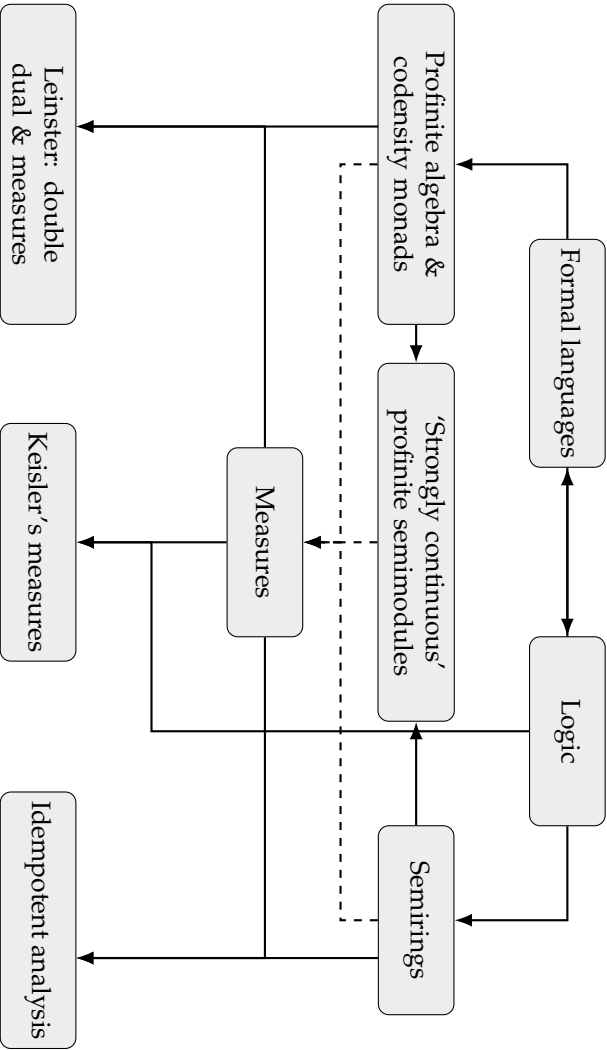 Formal languages
Logic
Profinite algebra &
codensity monads
'Strongly continuous'
profinite semimodules
Semirings
Measures
Leinster: double
dual & measures
Keisler's measures
Idempotent analysis